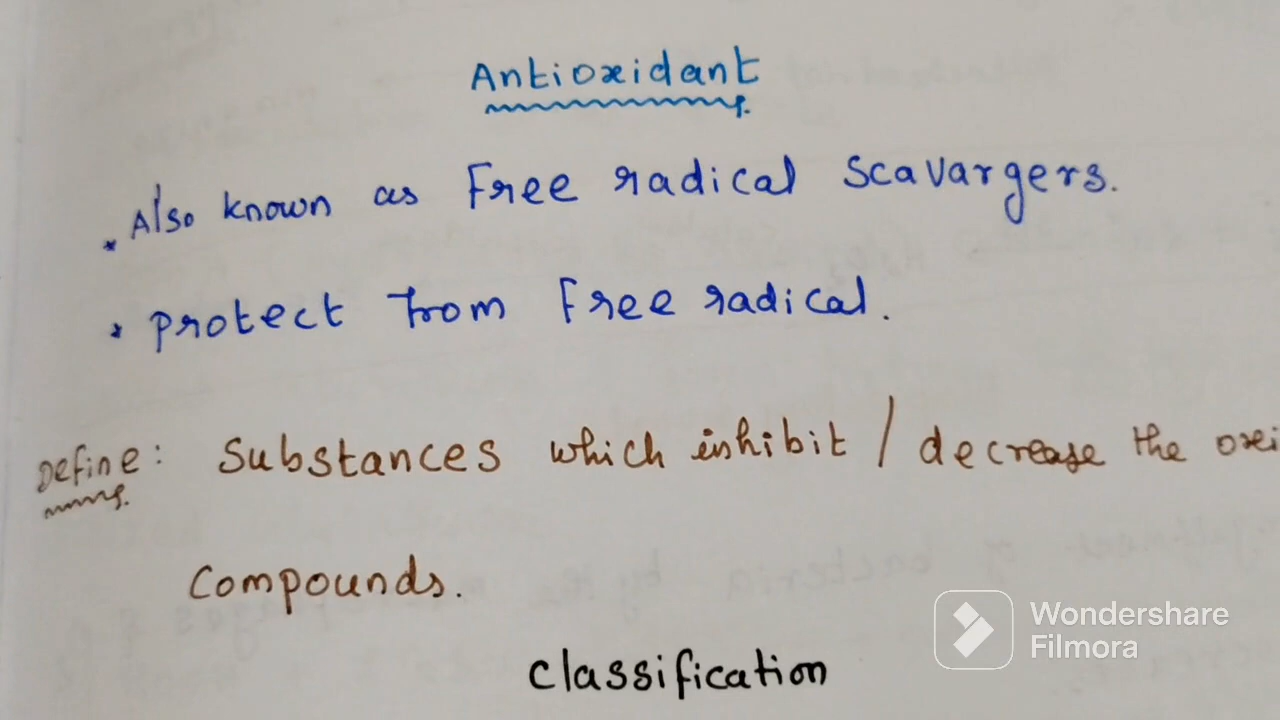 Antioxidant
* Also known as Free radical Scavargers.
* Protect from Free radical.
Define: Substances which inhibit / decrease the oxi
Compounds.
Wondershare
Filmora
Classification